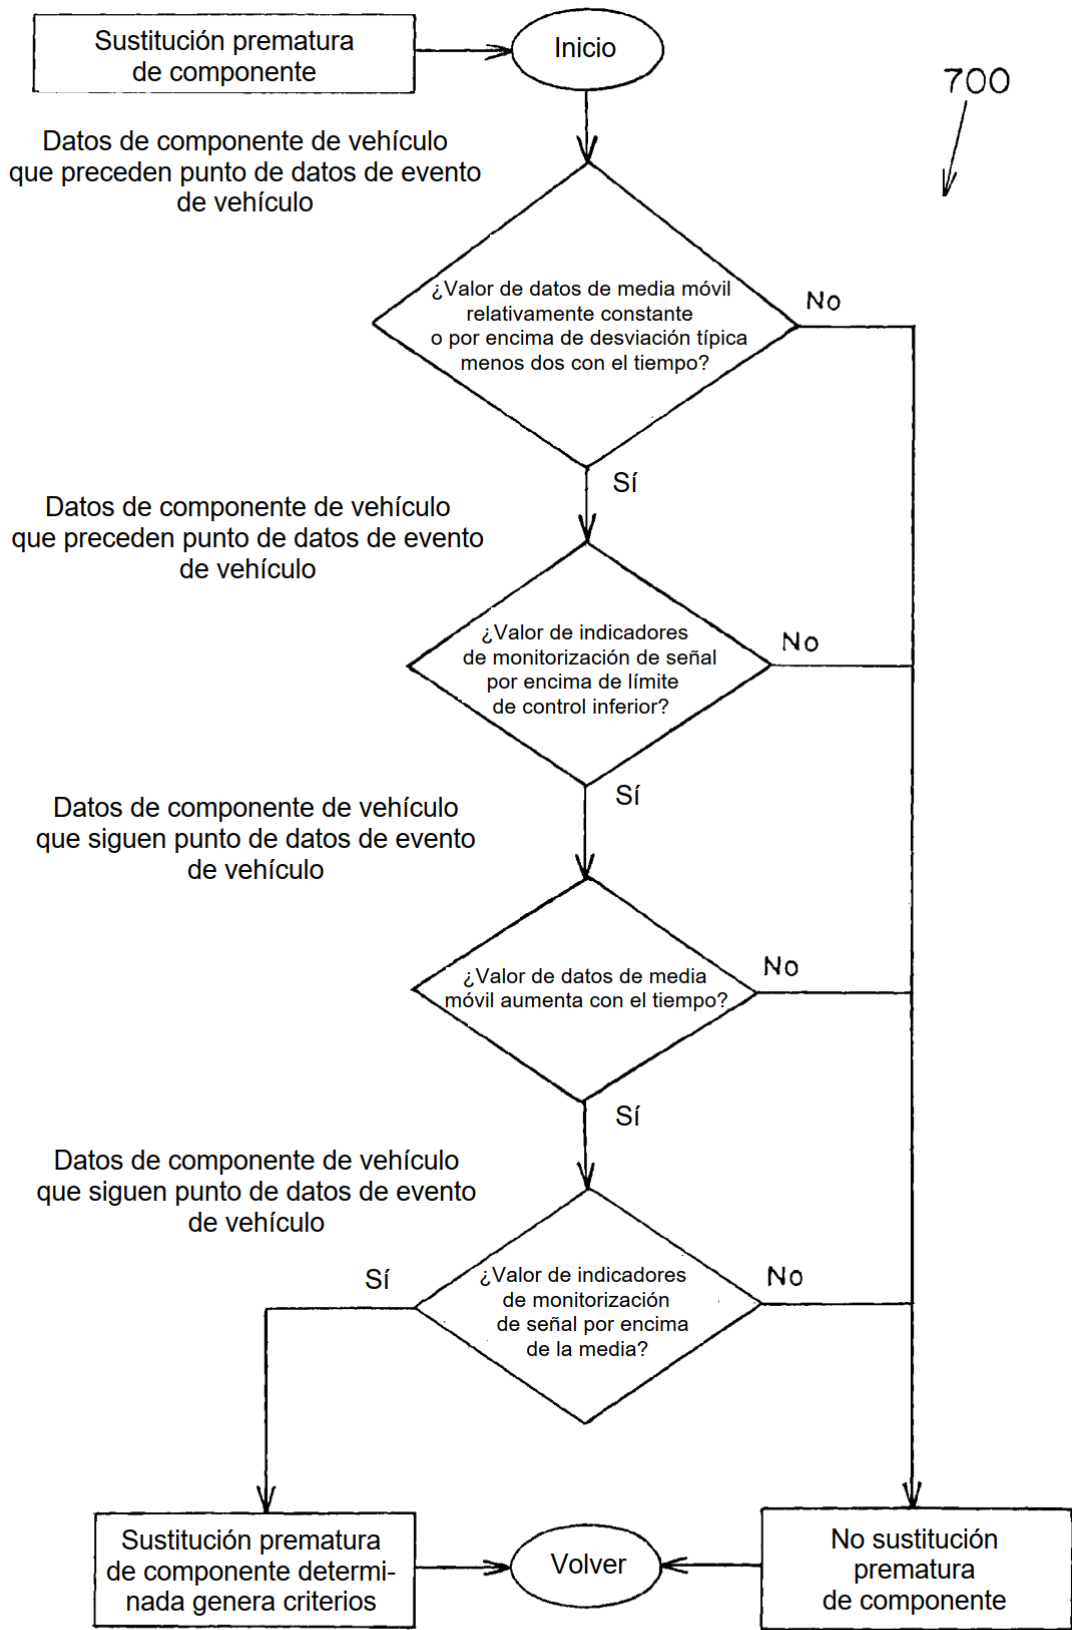 Sustitución prematura
de componente
Inicio
700
Datos de componente de vehículo
que preceden punto de datos de evento
de vehículo
¿Valor de datos de media móvil
relativamente constante
o por encima de desviación típica
menos dos con el tiempo?
No
Sí
Datos de componente de vehículo
que preceden punto de datos de evento
de vehículo
¿Valor de indicadores
de monitorización de señal
por encima de límite
de control inferior?
No
Sí
Datos de componente de vehículo
que siguen punto de datos de evento
de vehículo
¿Valor de datos de media
móvil aumenta con el tiempo?
No
Sí
Datos de componente de vehículo
que siguen punto de datos de evento
de vehículo
Sí
¿Valor de indicadores
de monitorización
de señal por encima
de la media?
No
Sustitución prematura
de componente determi-
nada genera criterios
Volver
No sustitución
prematura
de componente